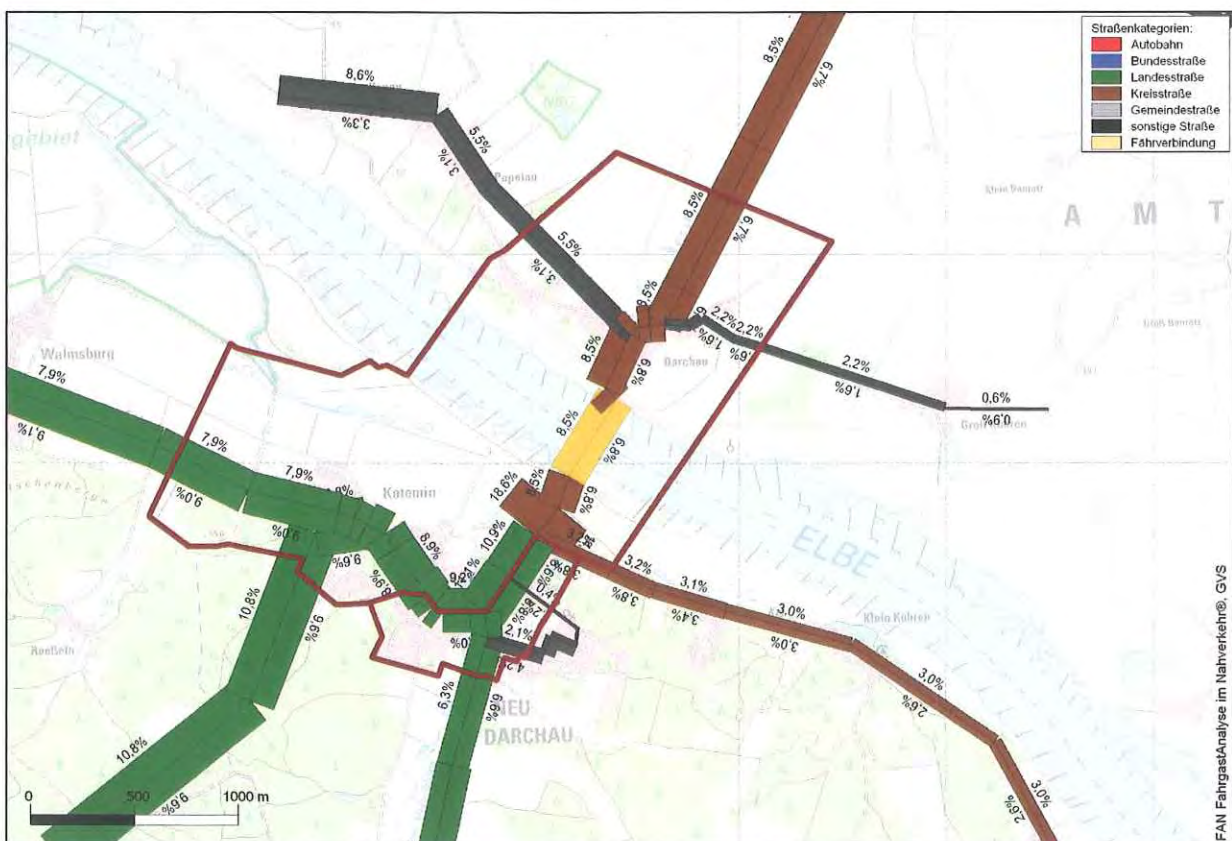 Straßenkategorien:
Autobahn
Bundesstraße
Landesstraße
Kreisstraße
Gemeindestraße
sonstige Straße
Fährverbindung
8,5%
6,7%
8,6%
3,3%
5,5%
3,1%
Popelau
5,5%
3,1%
8,5%
6,7%
A M T
8,5%
2,2%
2,2%
1,6%
2,2%
1,6%
0,6%
0,9%
Darchau
8,5%
6,8%
Walmsburg
7,9%
9,1%
7,9%
9,0%
7,9%
9,0%
9,6%
Katemin
8,5%
6,8%
18,6%
8,5%
6,8%
ELBE
10,9%
8,9%
8,9%
3,2%
3,8%
3,1%
3,4%
3,0%
3,0%
Klein Kühren
3,0%
2,6%
3,0%
2,6%
10,8%
9,6%
2,1%
6,3%
6,6%
NEU
DARCHAU
10,8%
9,6%
0 500 1000 m
FAN FahrgastAnalyse im Nahverkehr®, GVS